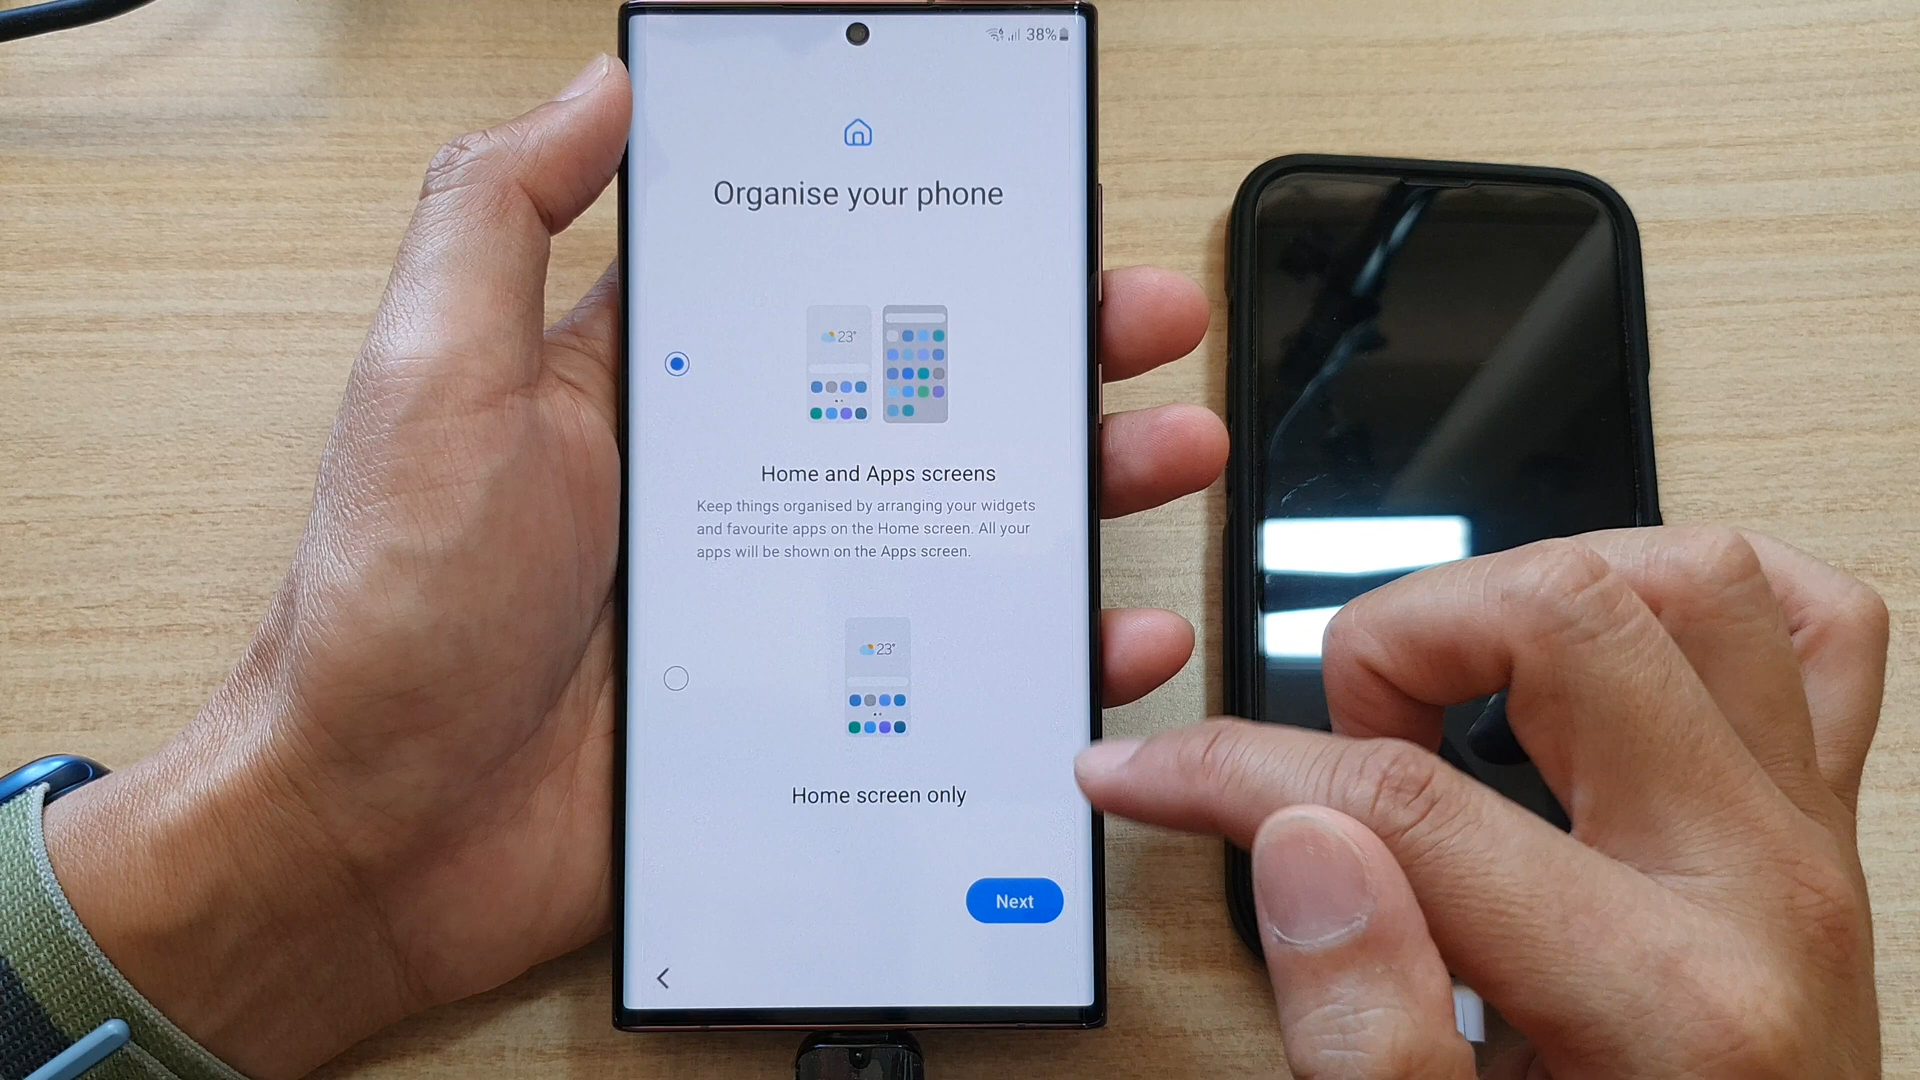 38%
Organise your phone
23°
Home and Apps screens
Keep things organised by arranging your widgets
and favourite apps on the Home screen. All your
apps will be shown on the Apps screen.
23°
Home screen only
Next